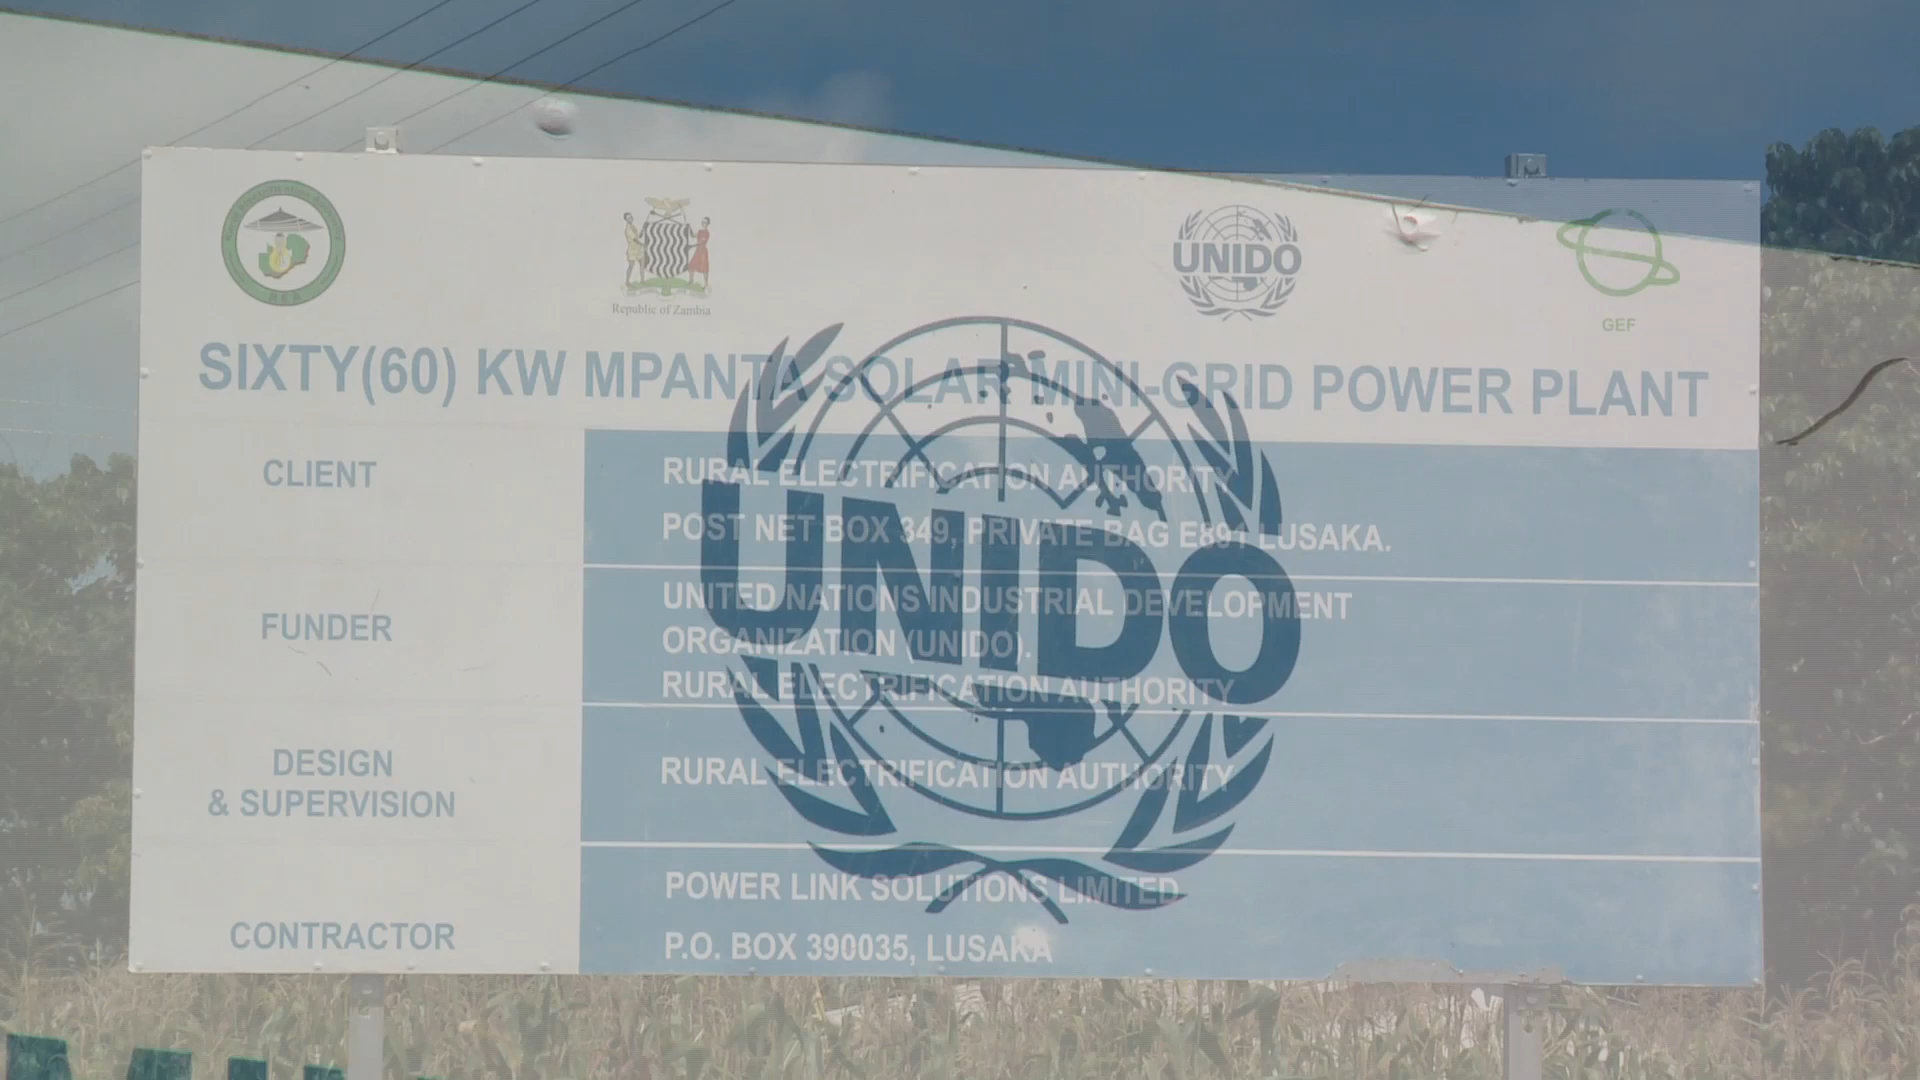 Republic of Zambia
UNIDO
GEF
SIXTY(60) KW MPANTA SOLAR MINI-GRID POWER PLANT
CLIENT
RURAL ELECTRIFICATION AUTHORITY
POST NET BOX 349, PRIVATE BAG E891 LUSAKA.
UNIDO
FUNDER
UNITED NATIONS INDUSTRIAL DEVELOPMENT
ORGANIZATION (UNIDO).
RURAL ELECTRIFICATION AUTHORITY
DESIGN
& SUPERVISION
RURAL ELECTRIFICATION AUTHORITY
CONTRACTOR
POWER LINK SOLUTIONS LIMITED
P.O. BOX 390035, LUSAKA